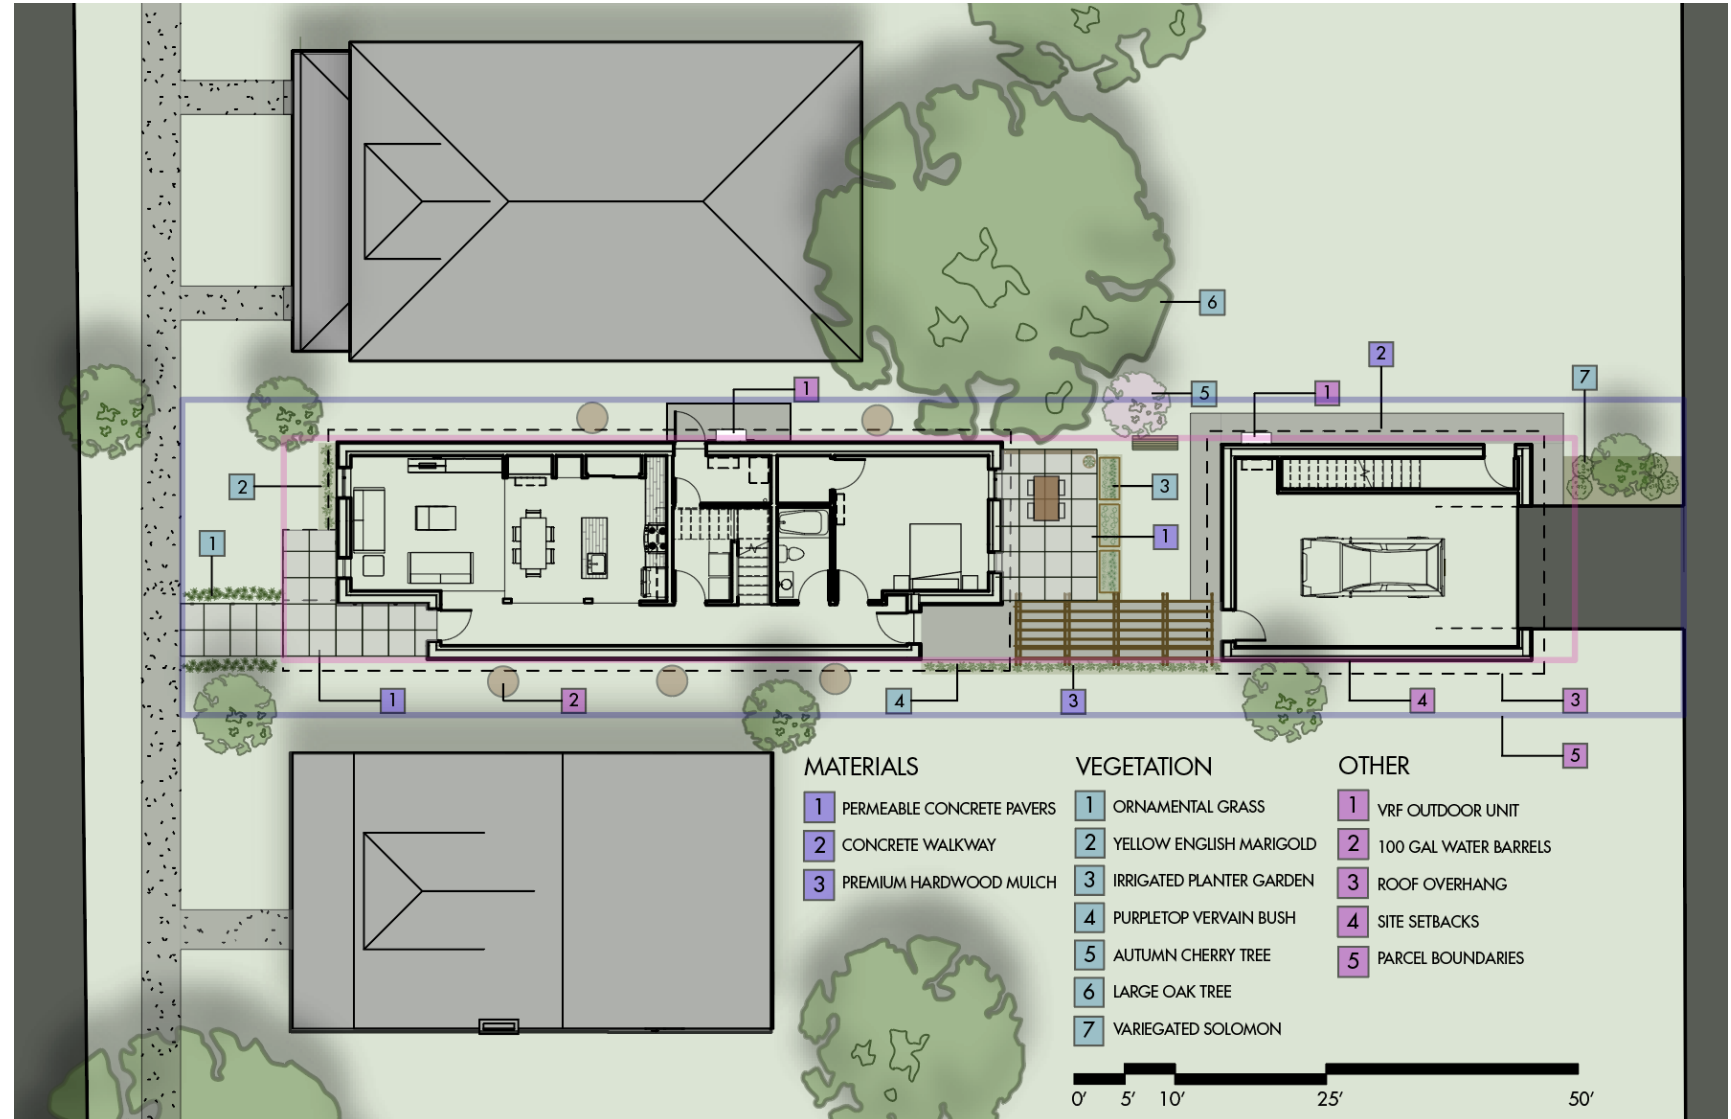 6
2
7
1
5
1
2
3
1
1
1
2
4
3
4
3
5
MATERIALS
1 PERMEABLE CONCRETE PAVERS
2 CONCRETE WALKWAY
3 PREMIUM HARDWOOD MULCH
VEGETATION
1 ORNAMENTAL GRASS
2 YELLOW ENGLISH MARIGOLD
3 IRRIGATED PLANTER GARDEN
4 PURPLETOP VERVAIN BUSH
5 AUTUMN CHERRY TREE
6 LARGE OAK TREE
7 VARIEGATED SOLOMON
OTHER
1 VRF OUTDOOR UNIT
2 100 GAL WATER BARRELS
3 ROOF OVERHANG
4 SITE SETBACKS
5 PARCEL BOUNDARIES
0' 5' 10' 25' 50'